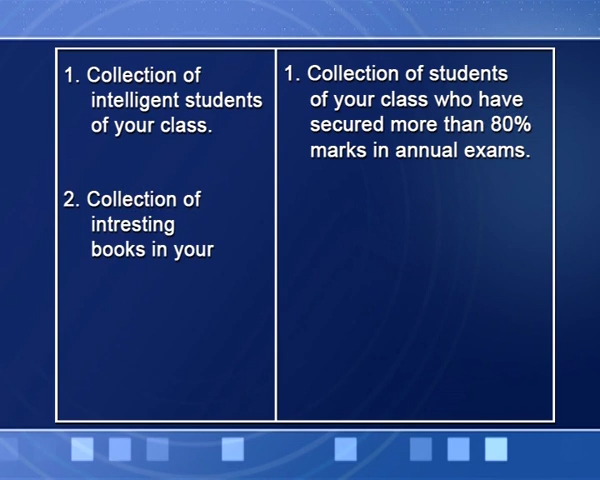 1. Collection of
intelligent students
of your class.
2. Collection of
intresting
books in your
1. Collection of students
of your class who have
secured more than 80%
marks in annual exams.